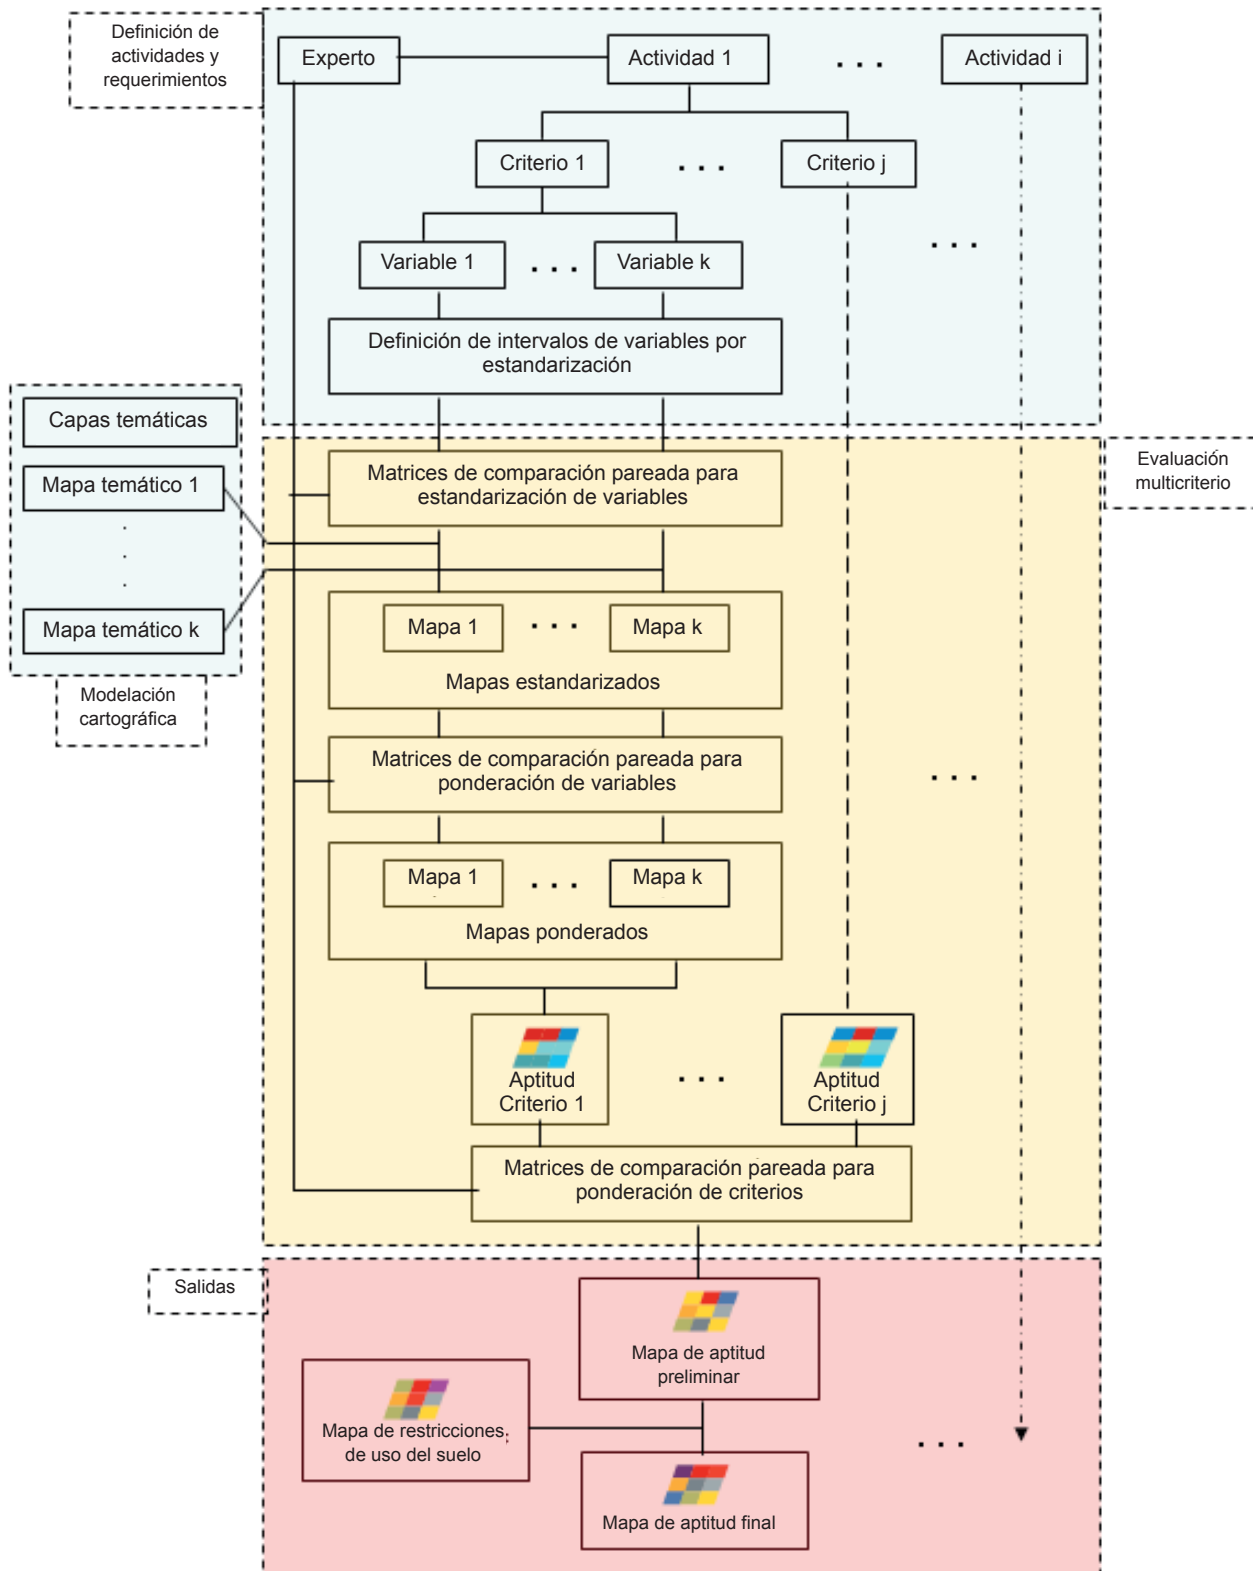 Definición de
actividades y
requerimientos
Experto
Actividad 1
. . .
Actividad i
Criterio 1
. . .
Criterio j
Variable 1
. . .
Variable k
. . .
Definición de intervalos de variables por
estandarización
Capas temáticas
Mapa temático 1
.
.
.
Mapa temático k
Modelación
cartográfica
Evaluación
multicriterio
Matrices de comparación pareada para
estandarización de variables
Mapa 1
. . .
Mapa k
Mapas estandarizados
Matrices de comparación pareada para
ponderación de variables
. . .
Mapa 1
. . .
Mapa k
Mapas ponderados
Aptitud
Criterio 1
. . .
Aptitud
Criterio j
Matrices de comparación pareada para
ponderación de criterios
Salidas
Mapa de aptitud
preliminar
Mapa de restricciones
de uso del suelo
. . .
Mapa de aptitud final